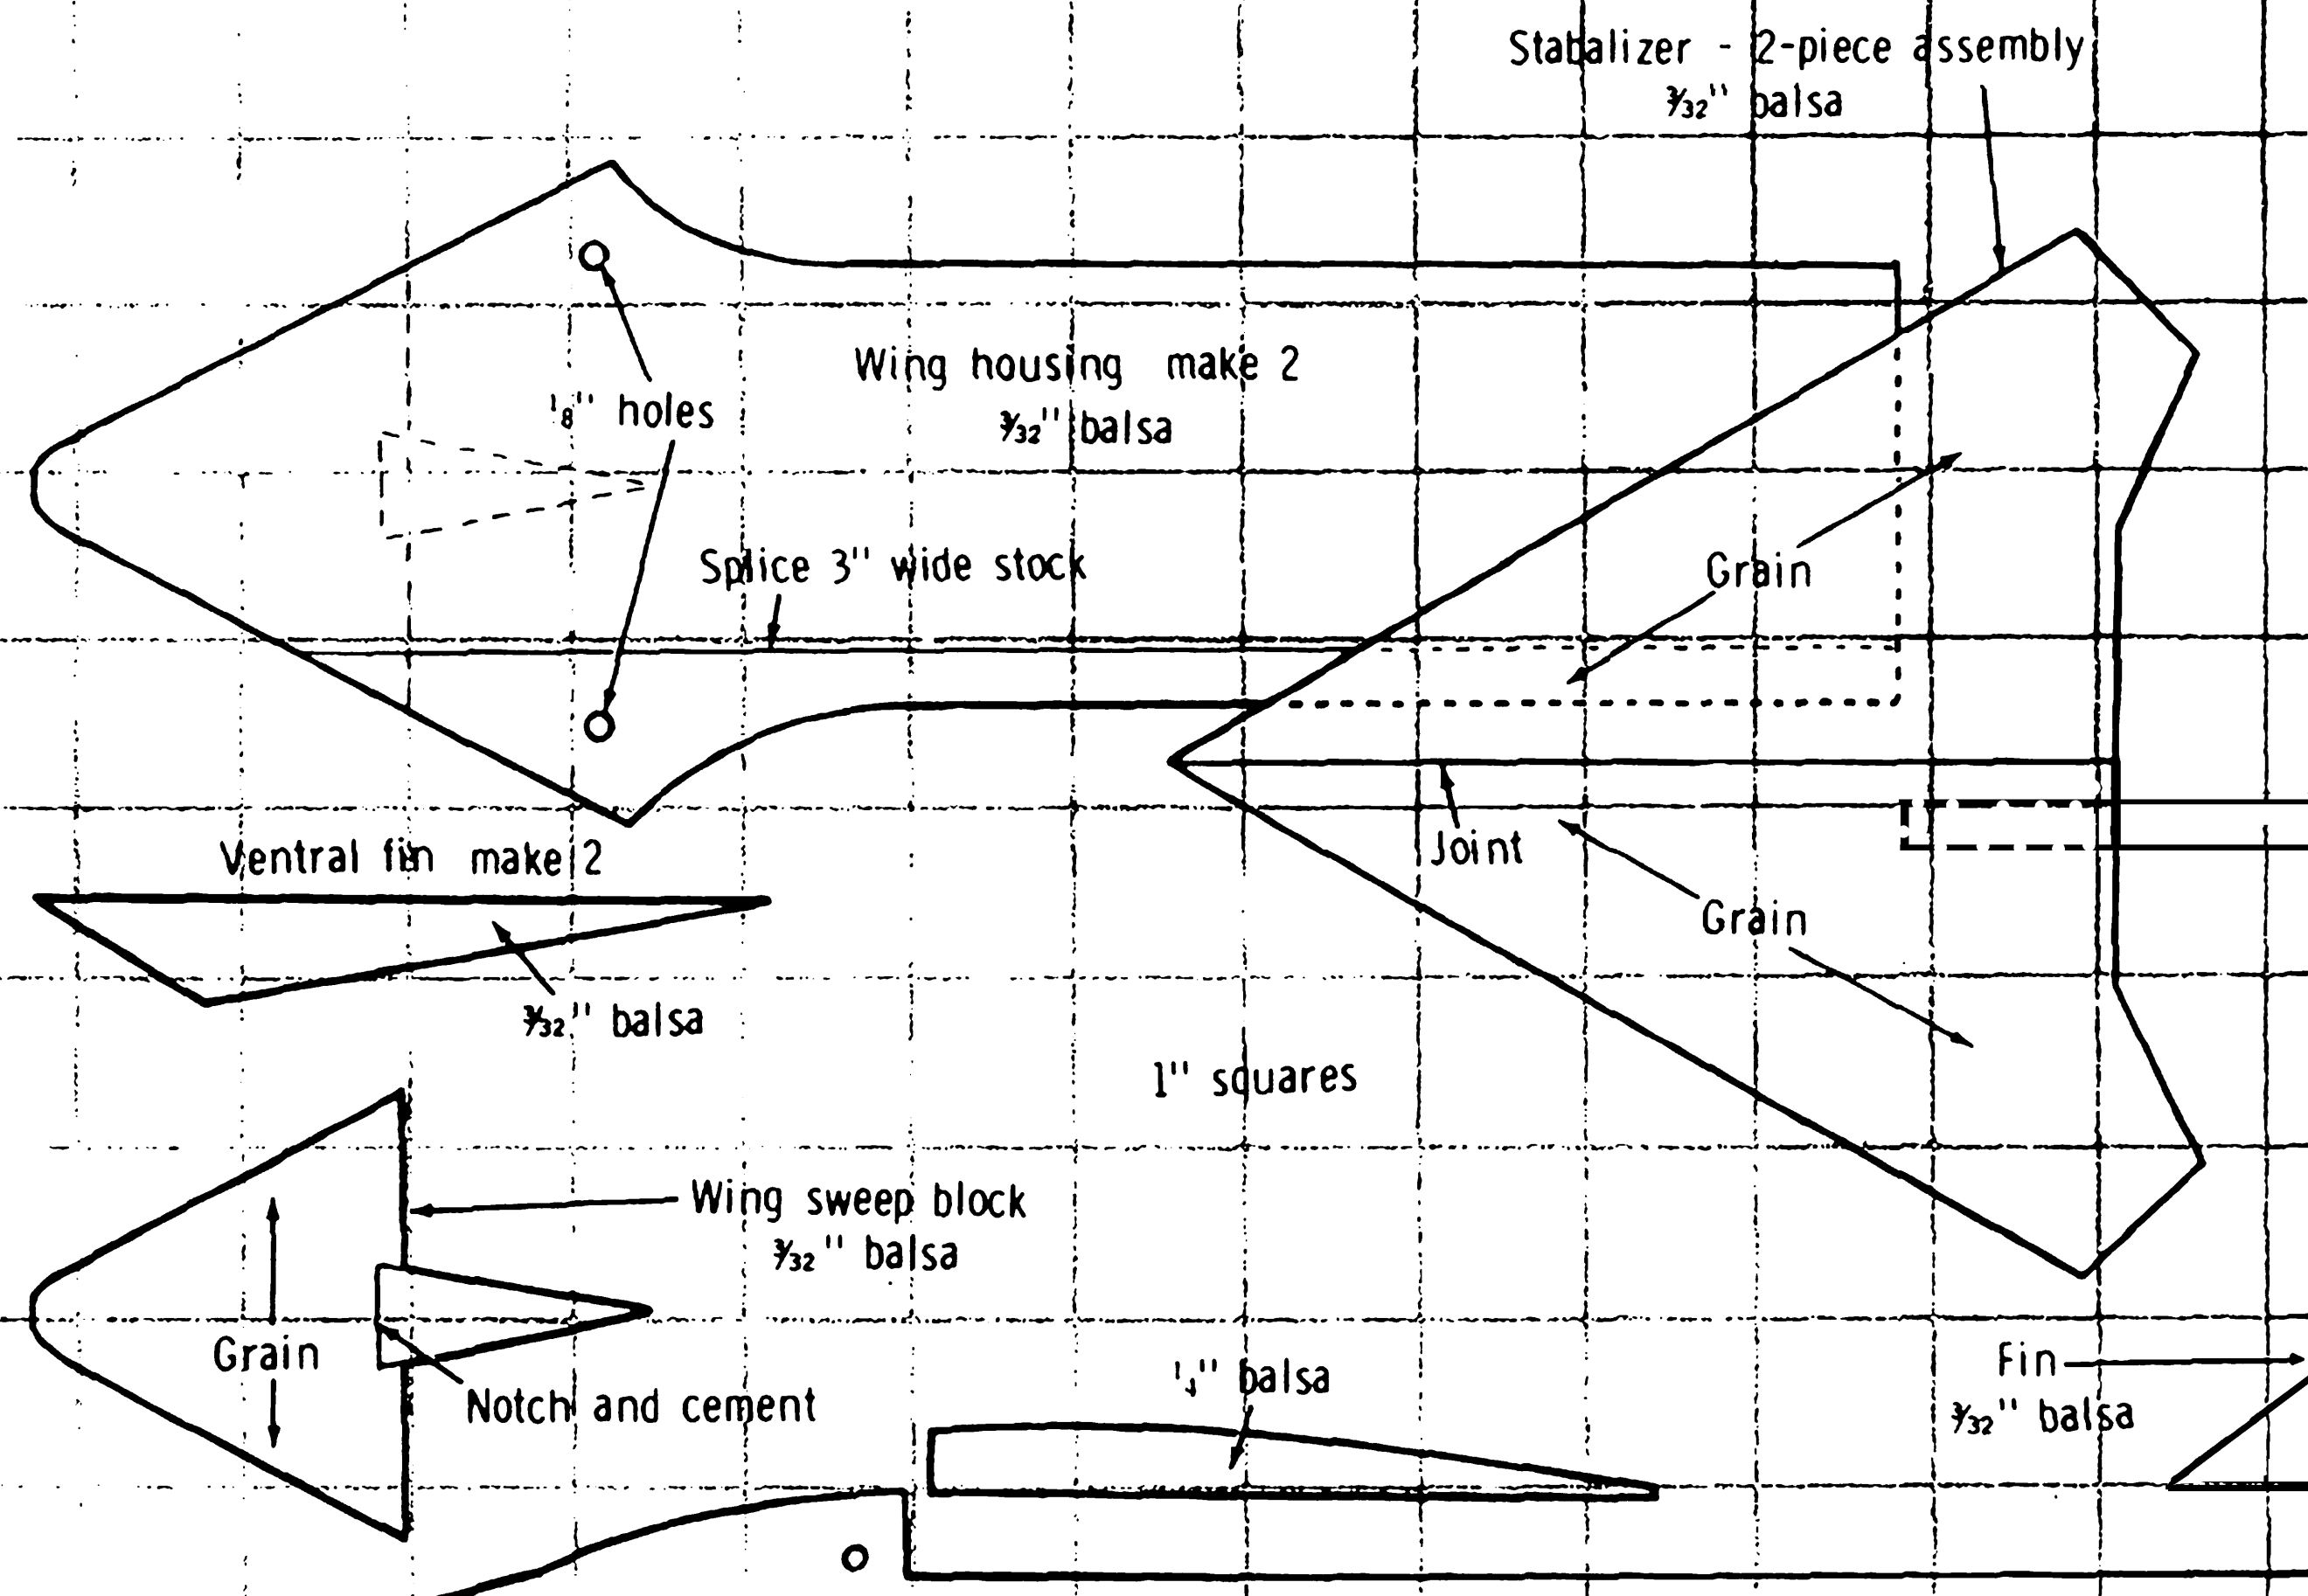 Stabalizer - 2-piece assembly
3/32" balsa
Wing housing make 2
3/32" balsa
1/8" holes
Splice 3" wide stock
Grain
Joint
Ventral fin make 2
Grain
3/32" balsa
1" squares
Wing sweep block
3/32" balsa
Grain
Notch and cement
balsa
Fin
3/32" balsa